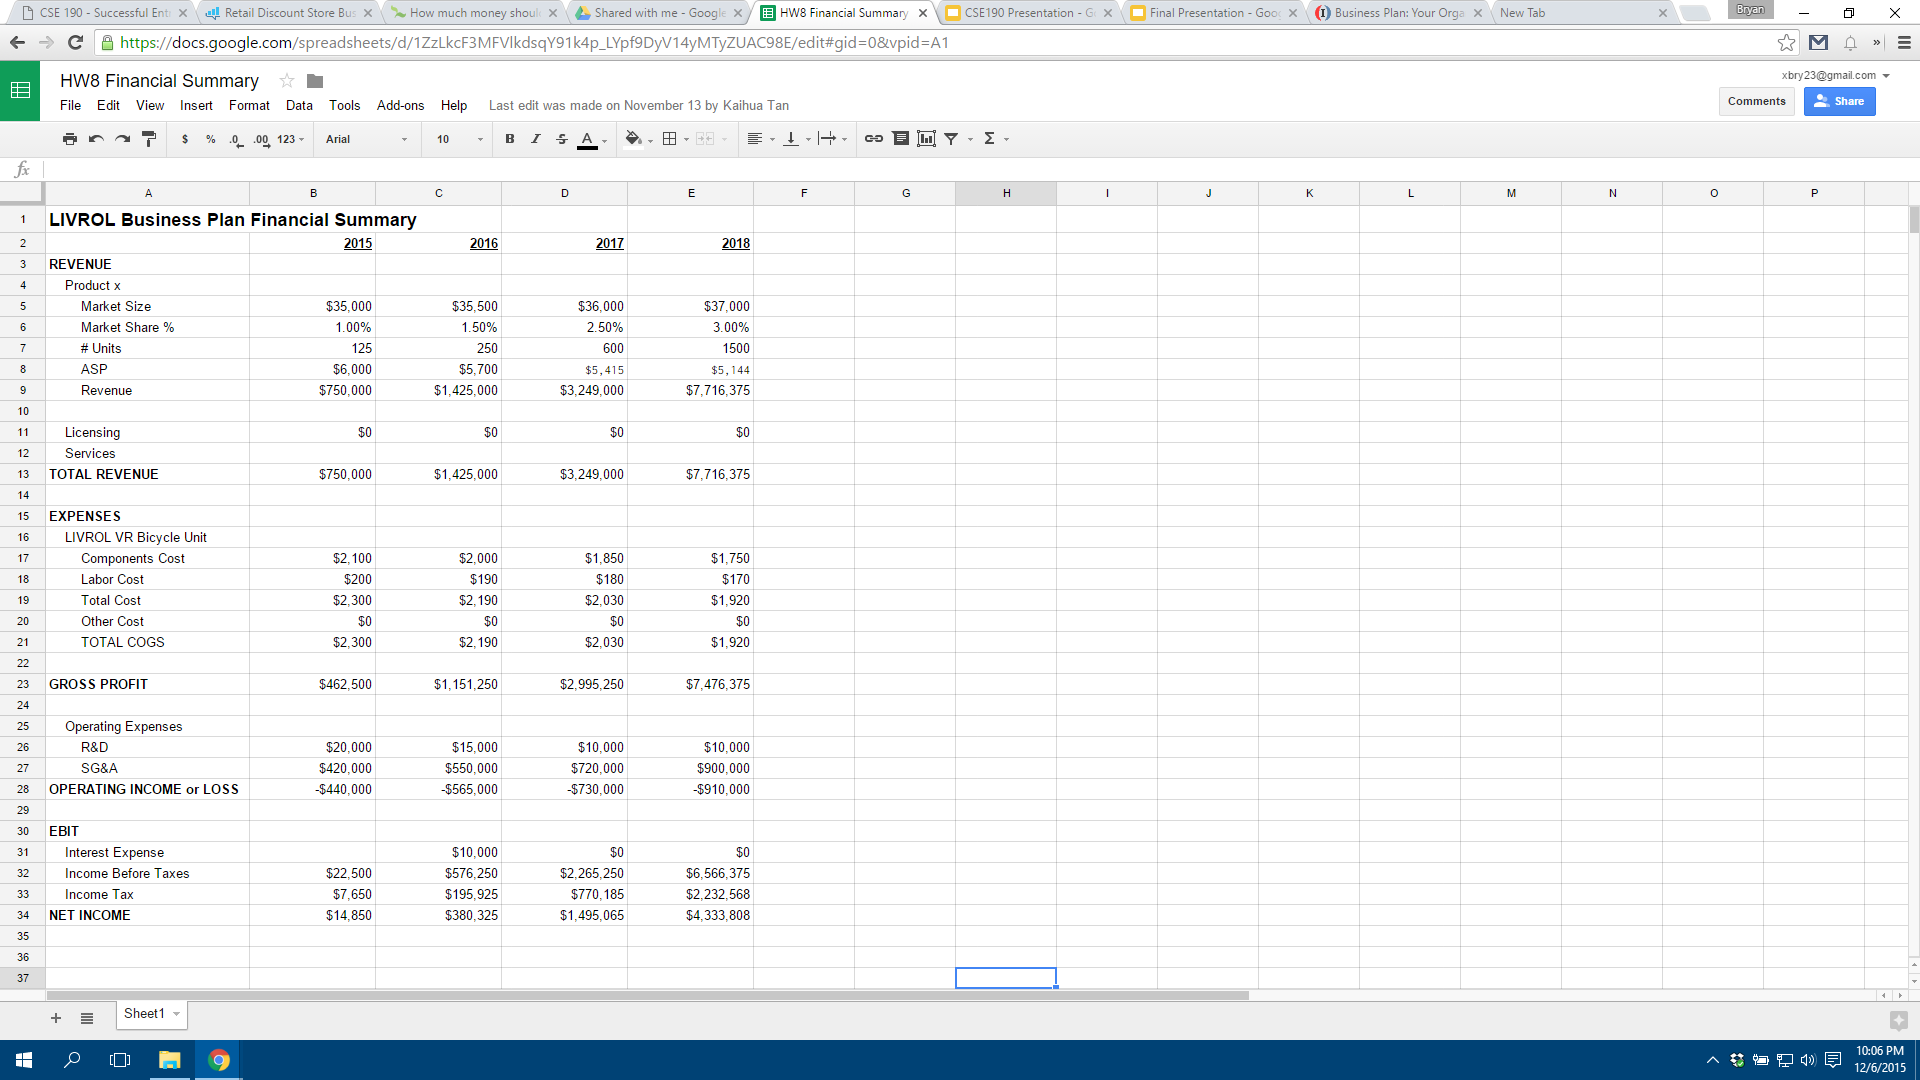 CSE 190 - Successful Ent
Retail Discount Store Bus
How much money shoul
Shared with me - Google
HW8 Financial Summary
CSE190 Presentation - G
Final Presentation - Goo
Business Plan: Your Orga
New Tab
Bryan
https://docs.google.com/spreadsheets/d/1ZzLkcF3MFVlkdsqY91k4p_LYpf9DyV14yMTyZUAC98E/edit#gid=0&vpid=A1
HW8 Financial Summary
xbry23@gmail.com
File Edit View Insert Format Data Tools Add-ons Help Last edit was made on November 13 by Kaihua Tan
Comments Share
$ % .0 .00 123 Arial 10 B I S A Σ
fx
A B C D E F G H I J K L M N O P
1 LIVROL Business Plan Financial Summary
2 2015 2016 2017 2018
3 REVENUE
4 Product x
5 Market Size $35,000 $35,500 $36,000 $37,000
6 Market Share % 1.00% 1.50% 2.50% 3.00%
7 # Units 125 250 600 1500
8 ASP $6,000 $5,700 $5,415 $5,144
9 Revenue $750,000 $1,425,000 $3,249,000 $7,716,375
10
11 Licensing $0 $0 $0 $0
12 Services
13 TOTAL REVENUE $750,000 $1,425,000 $3,249,000 $7,716,375
14
15 EXPENSES
16 LIVROL VR Bicycle Unit
17 Components Cost $2,100 $2,000 $1,850 $1,750
18 Labor Cost $200 $190 $180 $170
19 Total Cost $2,300 $2,190 $2,030 $1,920
20 Other Cost $0 $0 $0 $0
21 TOTAL COGS $2,300 $2,190 $2,030 $1,920
22
23 GROSS PROFIT $462,500 $1,151,250 $2,995,250 $7,476,375
24
25 Operating Expenses
26 R&D $20,000 $15,000 $10,000 $10,000
27 SG&A $420,000 $550,000 $720,000 $900,000
28 OPERATING INCOME or LOSS -$440,000 -$565,000 -$730,000 -$910,000
29
30 EBIT
31 Interest Expense $10,000 $0 $0
32 Income Before Taxes $22,500 $576,250 $2,265,250 $6,566,375
33 Income Tax $7,650 $195,925 $770,185 $2,232,568
34 NET INCOME $14,850 $380,325 $1,495,065 $4,333,808
35
36
37
Sheet1
10:06 PM
12/6/2015